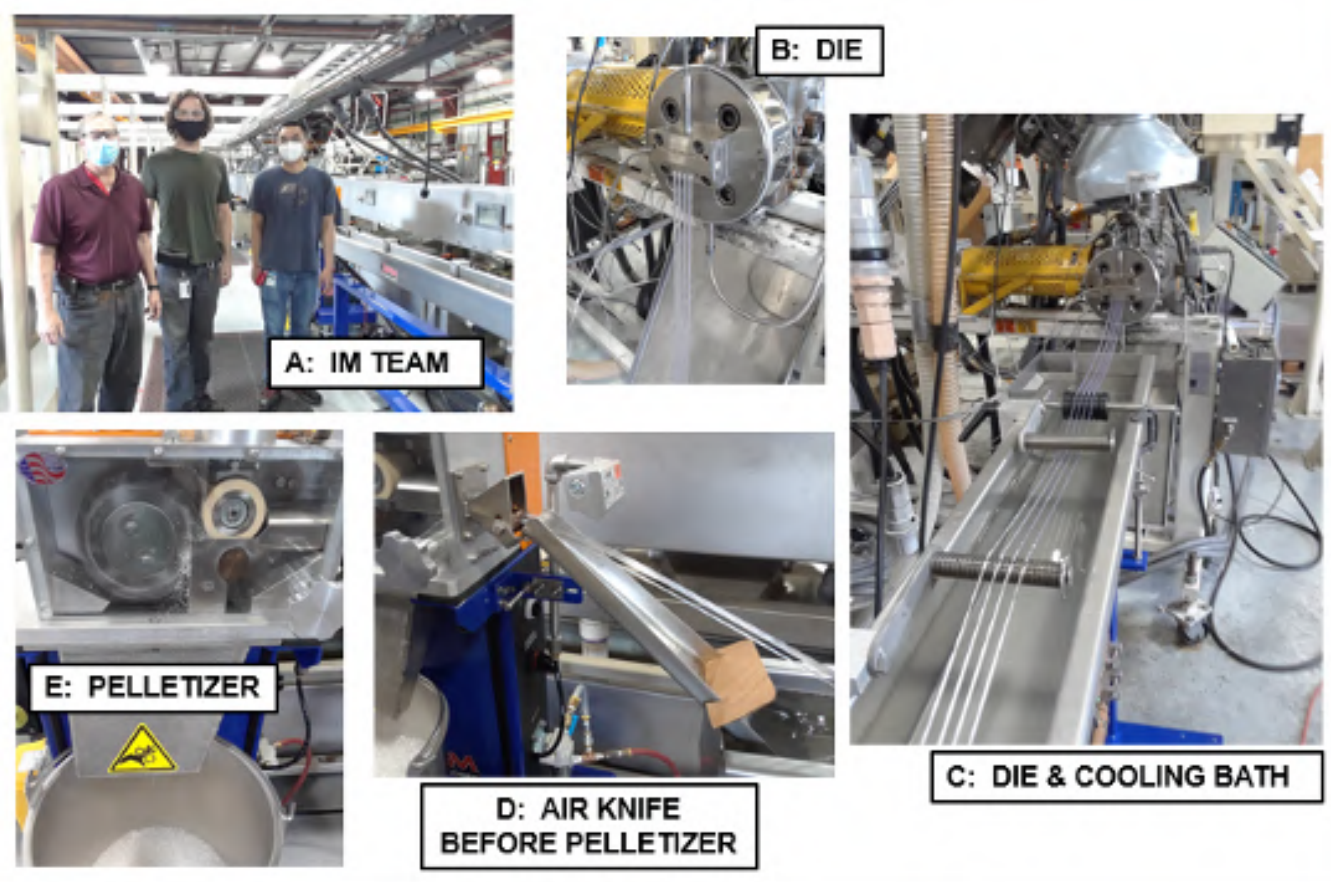 A: IM TEAM
B: DIE
C: DIE & COOLING BATH
D: AIR KNIFE
BEFORE PELLETIZER
E: PELLETIZER